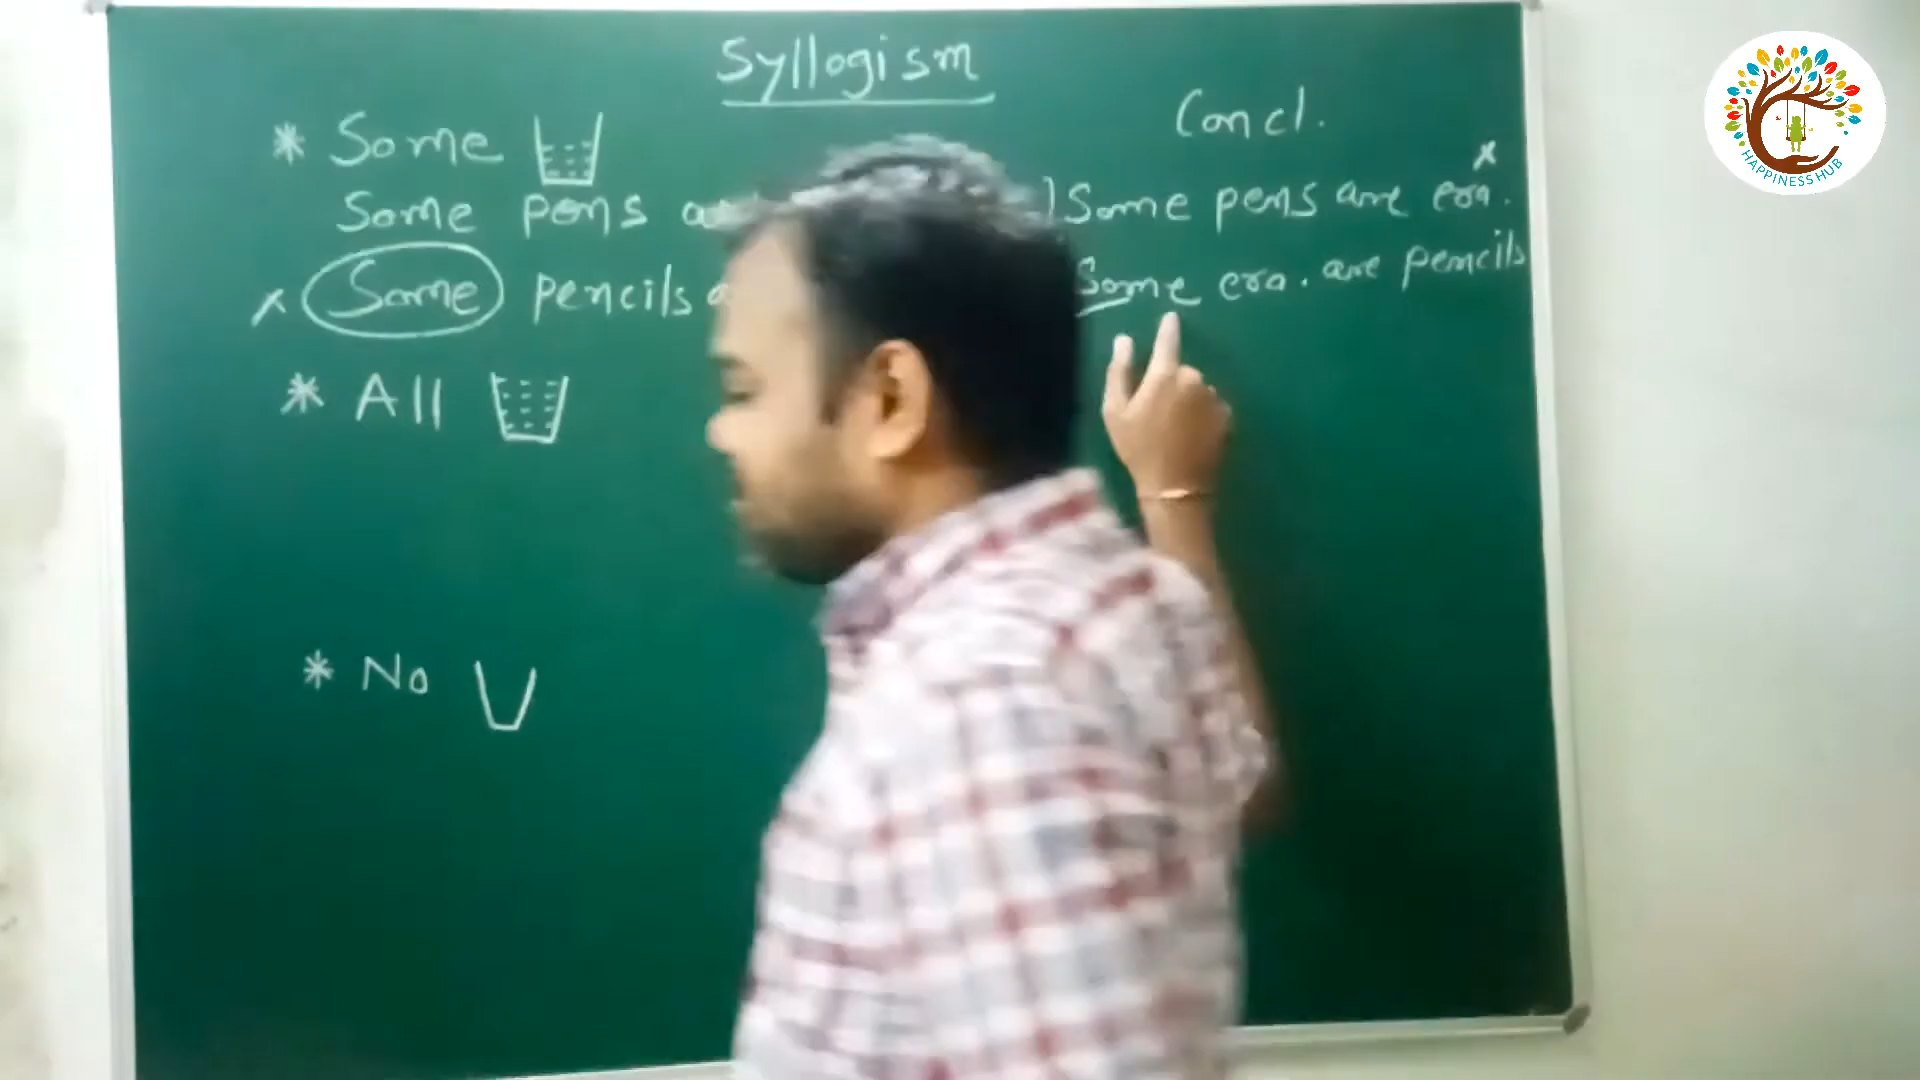 Syllogism
* Some
Concl.
Some pens
) Some pens are era.
x
x Some pencils
Some era. are pencils
* All
* No
HAPPINESS HUB